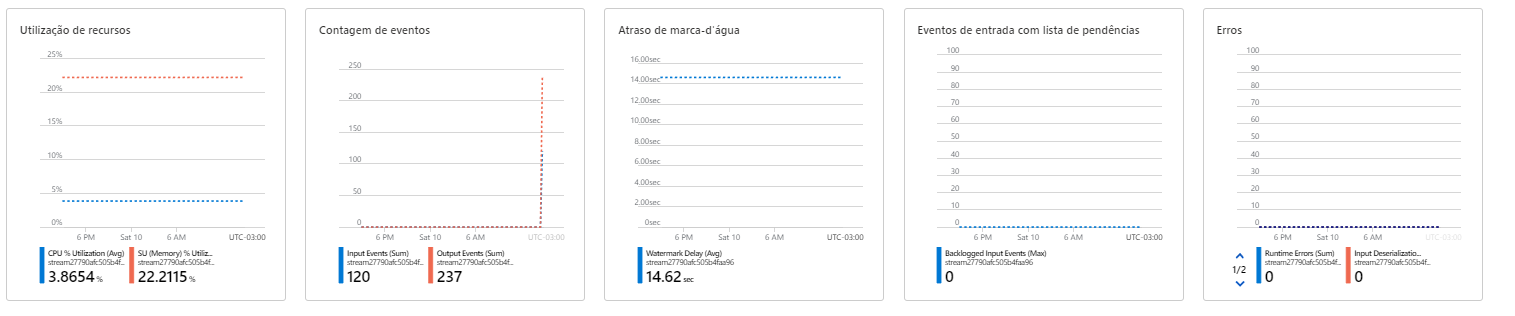 Utilização de recursos
25%
20%
15%
10%
5%
0%
6 PM Sat 10 6 AM UTC-03:00
CPU % Utilization (Avg) SU (Memory) % Utiliz...
stream27790afc505b4f... stream27790afc505b4f...
3.8654 % 22.2115 %
Contagem de eventos
250
200
150
100
50
0
6 PM Sat 10 6 AM UTC-03:00
Input Events (Sum) Output Events (Sum)
stream27790afc505b4f... stream27790afc505b4f...
120 237
Atraso de marca-d'água
16.00sec
14.00sec
12.00sec
10.00sec
8.00sec
6.00sec
4.00sec
2.00sec
0sec
6 PM Sat 10 6 AM UTC-03:00
Watermark Delay (Avg)
stream27790afc505b4faa96
14.62 sec
Eventos de entrada com lista de pendências
100
90
80
70
60
50
40
30
20
10
0
6 PM Sat 10 6 AM UTC-03:00
Backlogged Input Events (Max)
stream27790afc505b4faa96
0
Erros
100
90
80
70
60
50
40
30
20
10
0
6 PM Sat 10 6 AM UTC-03:00
1/2
Runtime Errors (Sum) Input Deserializatio...
stream27790afc505b4f... stream27790afc505b4f...
0 0